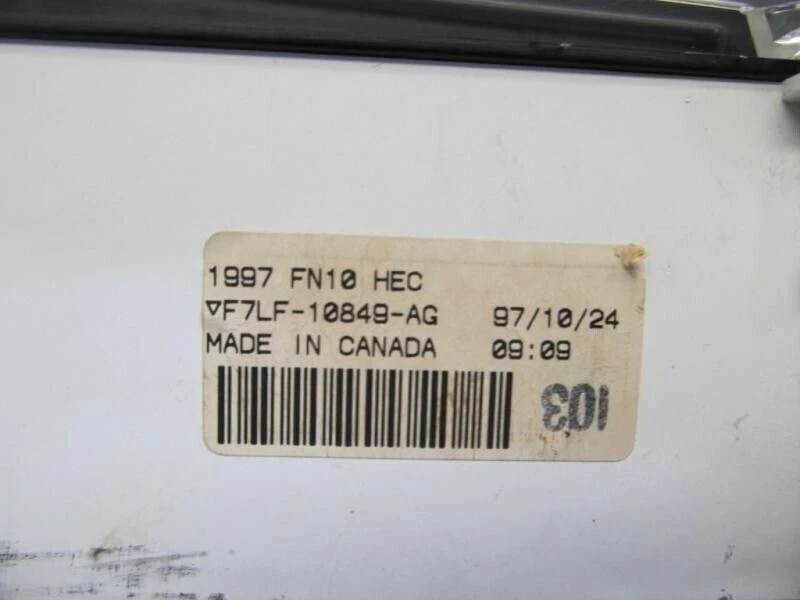 1997 FN10 HEC
▽F7LF-10849-AG 97/10/24
MADE IN CANADA 09:09
103